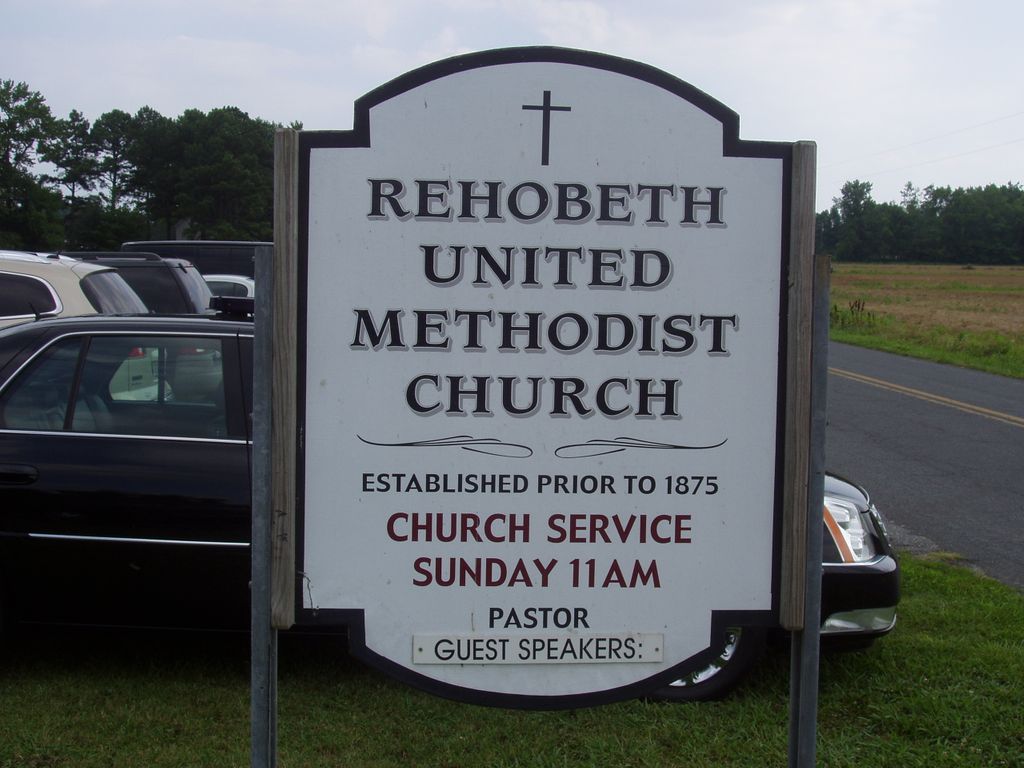 REHOBETH
UNITED
METHODIST
CHURCH
ESTABLISHED PRIOR TO 1875
CHURCH SERVICE
SUNDAY 11AM
PASTOR
GUEST SPEAKERS: